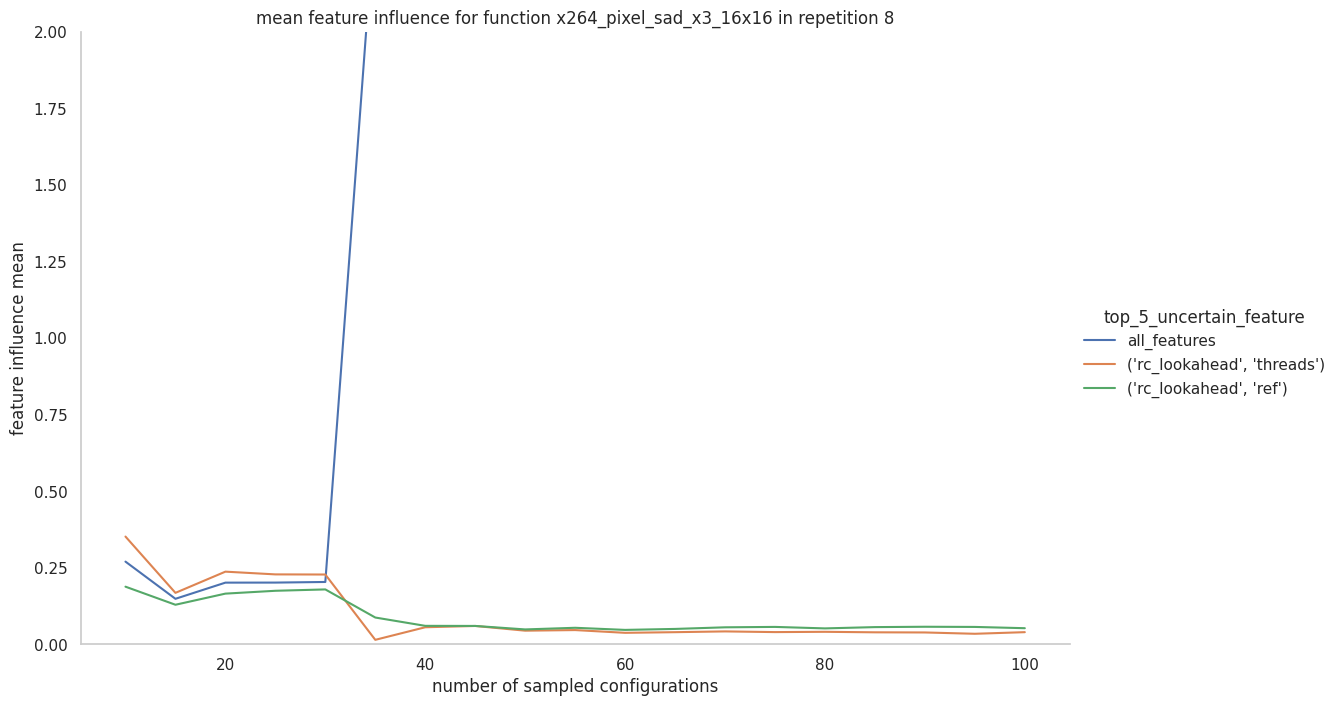 mean feature influence for function x264_pixel_sad_x3_16x16 in repetition 8
2.00
1.75
1.50
1.25
1.00
0.75
0.50
0.25
0.00
feature influence mean
20
40
60
80
100
number of sampled configurations
top_5_uncertain_feature
all_features
('rc_lookahead', 'threads')
('rc_lookahead', 'ref')